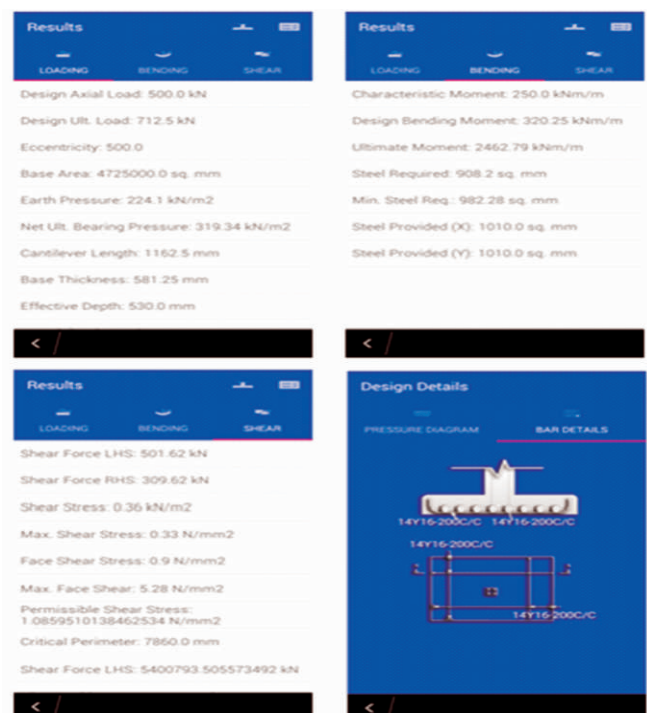 Results
LOADING BENDING SHEAR
Design Axial Load: 500.0 kN
Design Ult. Load: 712.5 kN
Eccentricity: 500.0
Base Area: 4725000.0 sq. mm
Earth Pressure: 224.1 kN/m2
Net Ult. Bearing Pressure: 319.34 kN/m2
Cantilever Length: 1162.5 mm
Base Thickness: 581.25 mm
Effective Depth: 530.0 mm
Results
LOADING BENDING SHEAR
Characteristic Moment: 250.0 kNm/m
Design Bending Moment: 320.25 kNm/m
Ultimate Moment: 2462.79 kNm/m
Steel Required: 908.2 sq. mm
Min. Steel Req.: 982.28 sq. mm
Steel Provided (X): 1010.0 sq. mm
Steel Provided (Y): 1010.0 sq. mm
Results
LOADING BENDING SHEAR
Shear Force LHS: 501.62 kN
Shear Force RHS: 309.62 kN
Shear Stress: 0.36 kN/m2
Max. Shear Stress: 0.33 N/mm2
Face Shear Stress: 0.9 N/mm2
Max. Face Shear: 5.28 N/mm2
Permissible Shear Stress:
1.0859510138462534 N/mm2
Critical Perimeter: 7860.0 mm
Shear Force LHS: 5400793.505573492 kN
Design Details
PRESSURE DIAGRAM BAR DETAILS
14Y16-200C/C 14Y16-200C/C
14Y16-200C/C
14Y16-200C/C